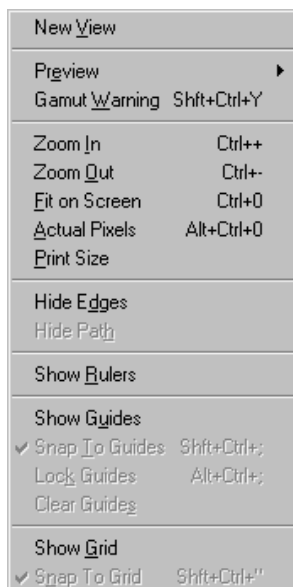 New View
Preview
Gamut Warning Shft+Ctrl+Y
Zoom In Ctrl++
Zoom Out Ctrl+-
Fit on Screen Ctrl+0
Actual Pixels Alt+Ctrl+0
Print Size
Hide Edges
Hide Path
Show Rulers
Show Guides
Snap To Guides Shft+Ctrl+;
Lock Guides Alt+Ctrl+;
Clear Guides
Show Grid
Snap To Grid Shft+Ctrl+"